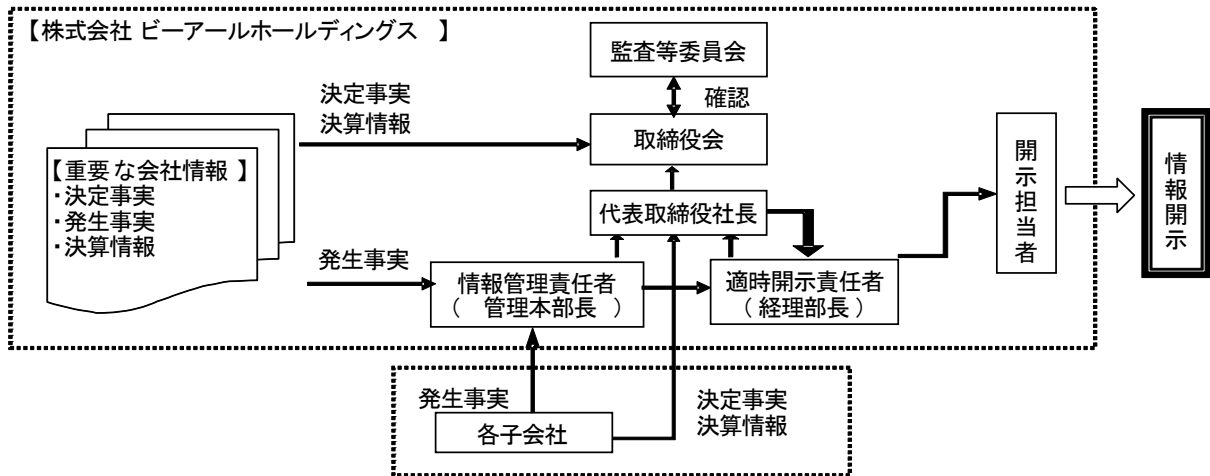 【株式会社 ビーアールホールディングス 】
監査等委員会
確認
決定事実
決算情報
取締役会
【重要な会社情報 】
・決定事実
・発生事実
・決算情報
代表取締役社長
発生事実
情報管理責任者
( 管理本部長 )
適時開示責任者
( 経理部長 )
開示担当者
情報開示
発生事実
各子会社
決定事実
決算情報